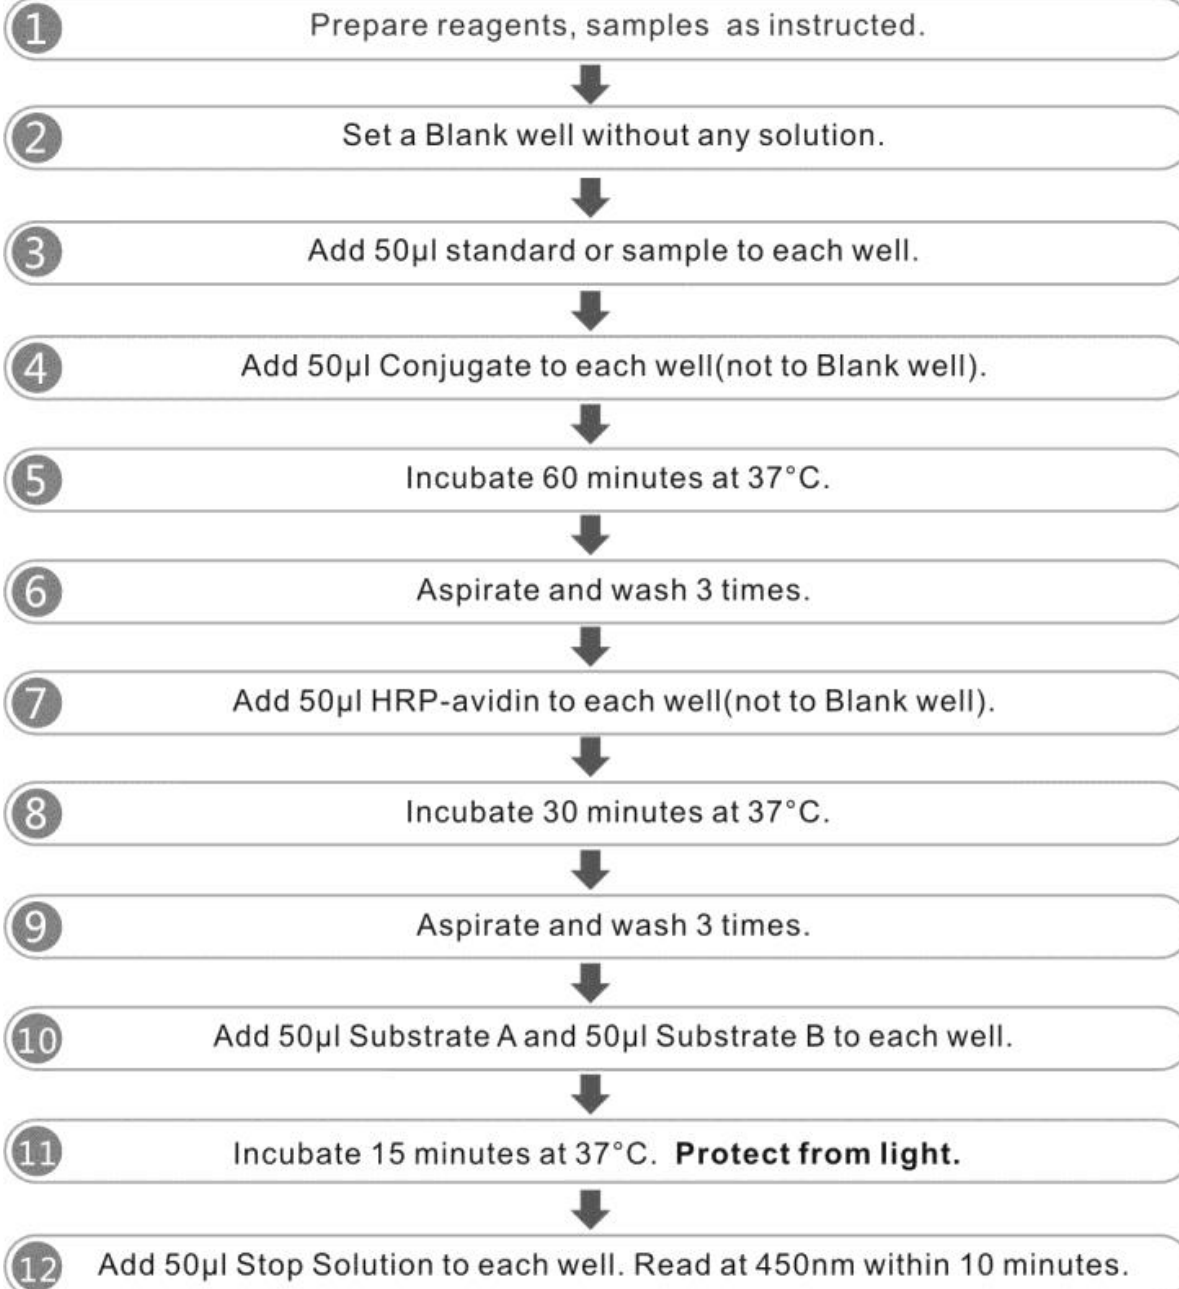 1 Prepare reagents, samples as instructed.
2 Set a Blank well without any solution.
3 Add 50µl standard or sample to each well.
4 Add 50µl Conjugate to each well(not to Blank well).
5 Incubate 60 minutes at 37°C.
6 Aspirate and wash 3 times.
7 Add 50µl HRP-avidin to each well(not to Blank well).
8 Incubate 30 minutes at 37°C.
9 Aspirate and wash 3 times.
10 Add 50µl Substrate A and 50µl Substrate B to each well.
11 Incubate 15 minutes at 37°C. Protect from light.
12 Add 50µl Stop Solution to each well. Read at 450nm within 10 minutes.